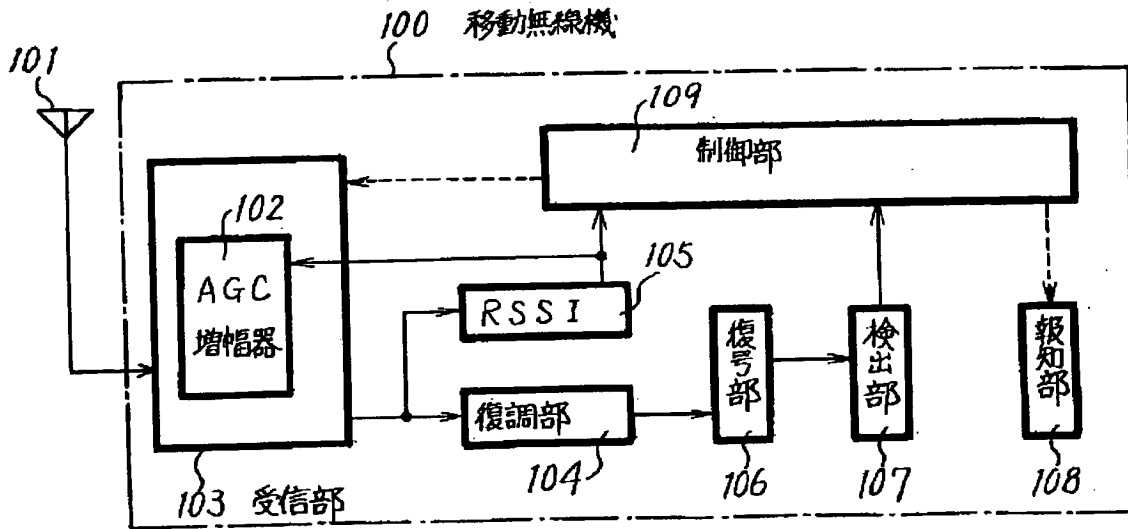 100 移動無線機
101
109
制御部
102
AGC
増幅器
105
RSSI
復号部
検出部
報知部
復調部
104
106
107
108
103 受信部